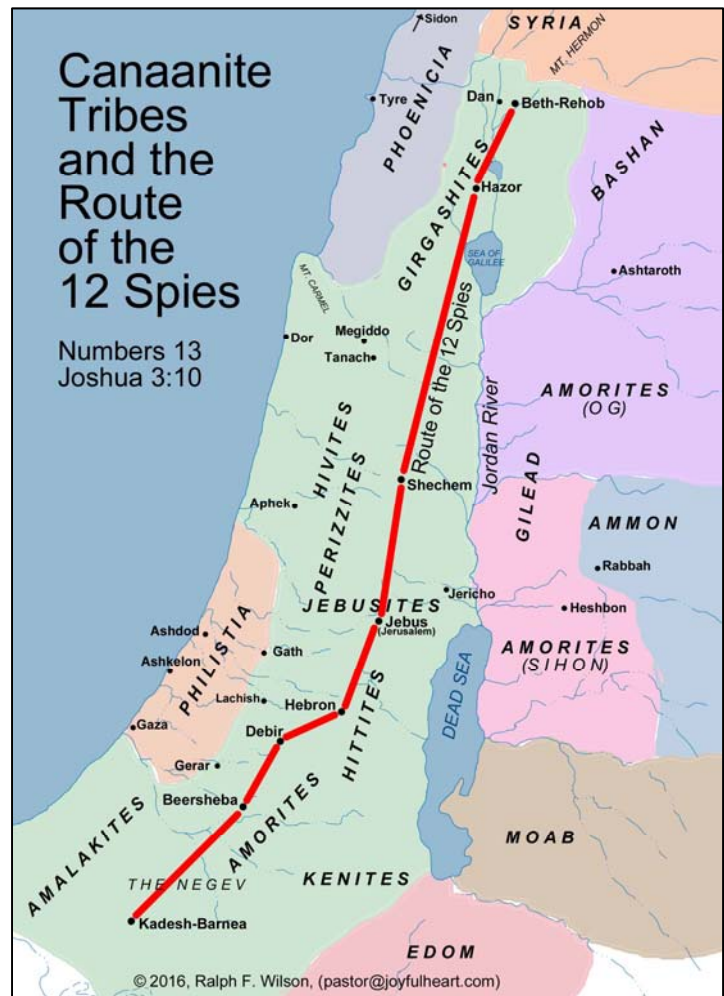 Canaanite
Tribes
and the
Route
of the
12 Spies
Numbers 13
Joshua 3:10
Sidon
SYRIA
MT. HERMON
Tyre
PHOENICIA
Dan
Beth-Rehob
BASHAN
GIRGASHITES
Hazor
SEA OF
GALILEE
Ashtaroth
MT. CARMEL
Dor
Megiddo
Tanach
Route of the 12 Spies
Jordan River
AMORITES
(OG)
HIVITES
PERIZZITES
Shechem
GILEAD
AMMON
Aphek
Rabbah
JEBUSITES
Jericho
Heshbon
Jebus
(Jerusalem)
AMORITES
(SIHON)
Ashdod
Ashkelon
PHILISTIA
Gath
Lachish
Hebron
HITTITES
DEAD SEA
Gaza
Debir
Gerar
Beersheba
AMORITES
AMALAKITES
THE NEGEV
KENITES
MOAB
Kadesh-Barnea
EDOM
© 2016, Ralph F. Wilson, (pastor@joyfulheart.com)